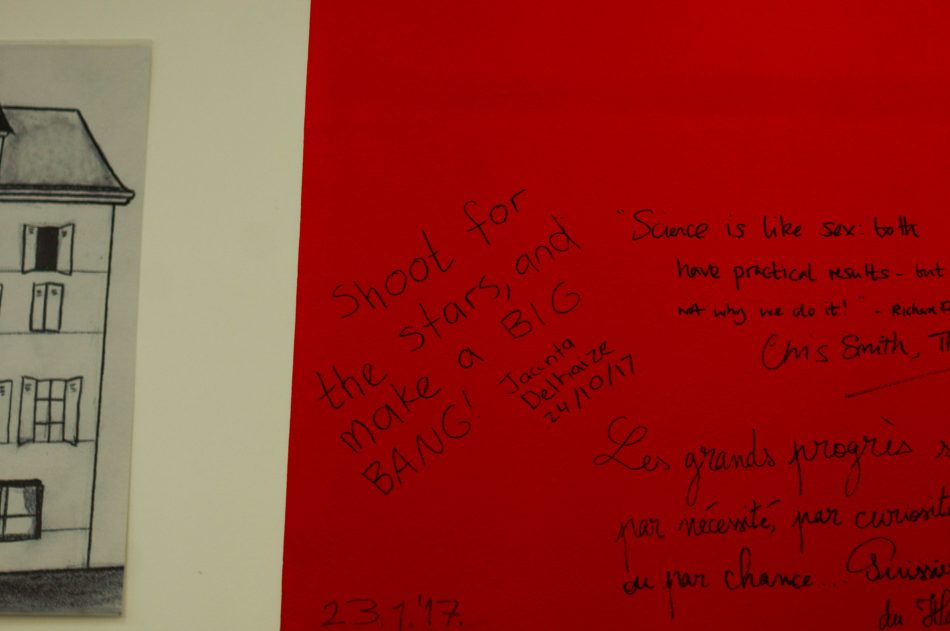 Shoot for
the stars, and
make a BIG
BANG!
Jacinta
Delhaize
24/10/17
"Science is like sex: both
have practical results - but
not why we do it!" - Richard
Chris Smith,
Les grands progrès
par nécessité, par curiosité
ou par chance...
du
23.1.'17.